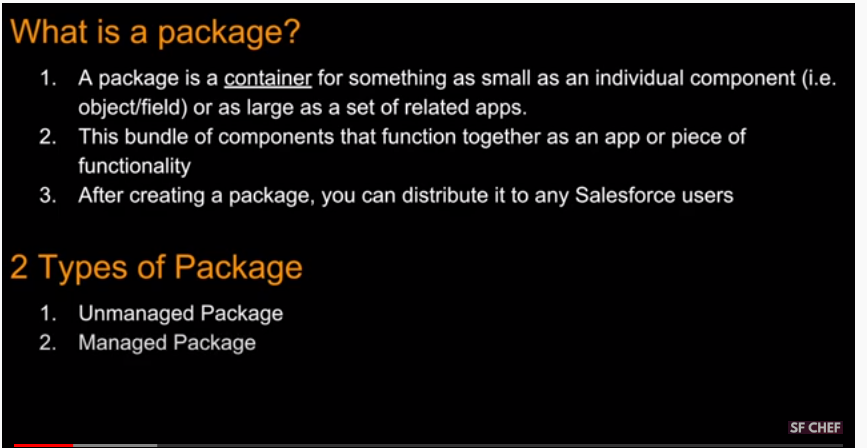 What is a package?
1. A package is a container for something as small as an individual component (i.e.
object/field) or as large as a set of related apps.
2. This bundle of components that function together as an app or piece of
functionality
3. After creating a package, you can distribute it to any Salesforce users
2 Types of Package
1. Unmanaged Package
2. Managed Package
SF CHEF